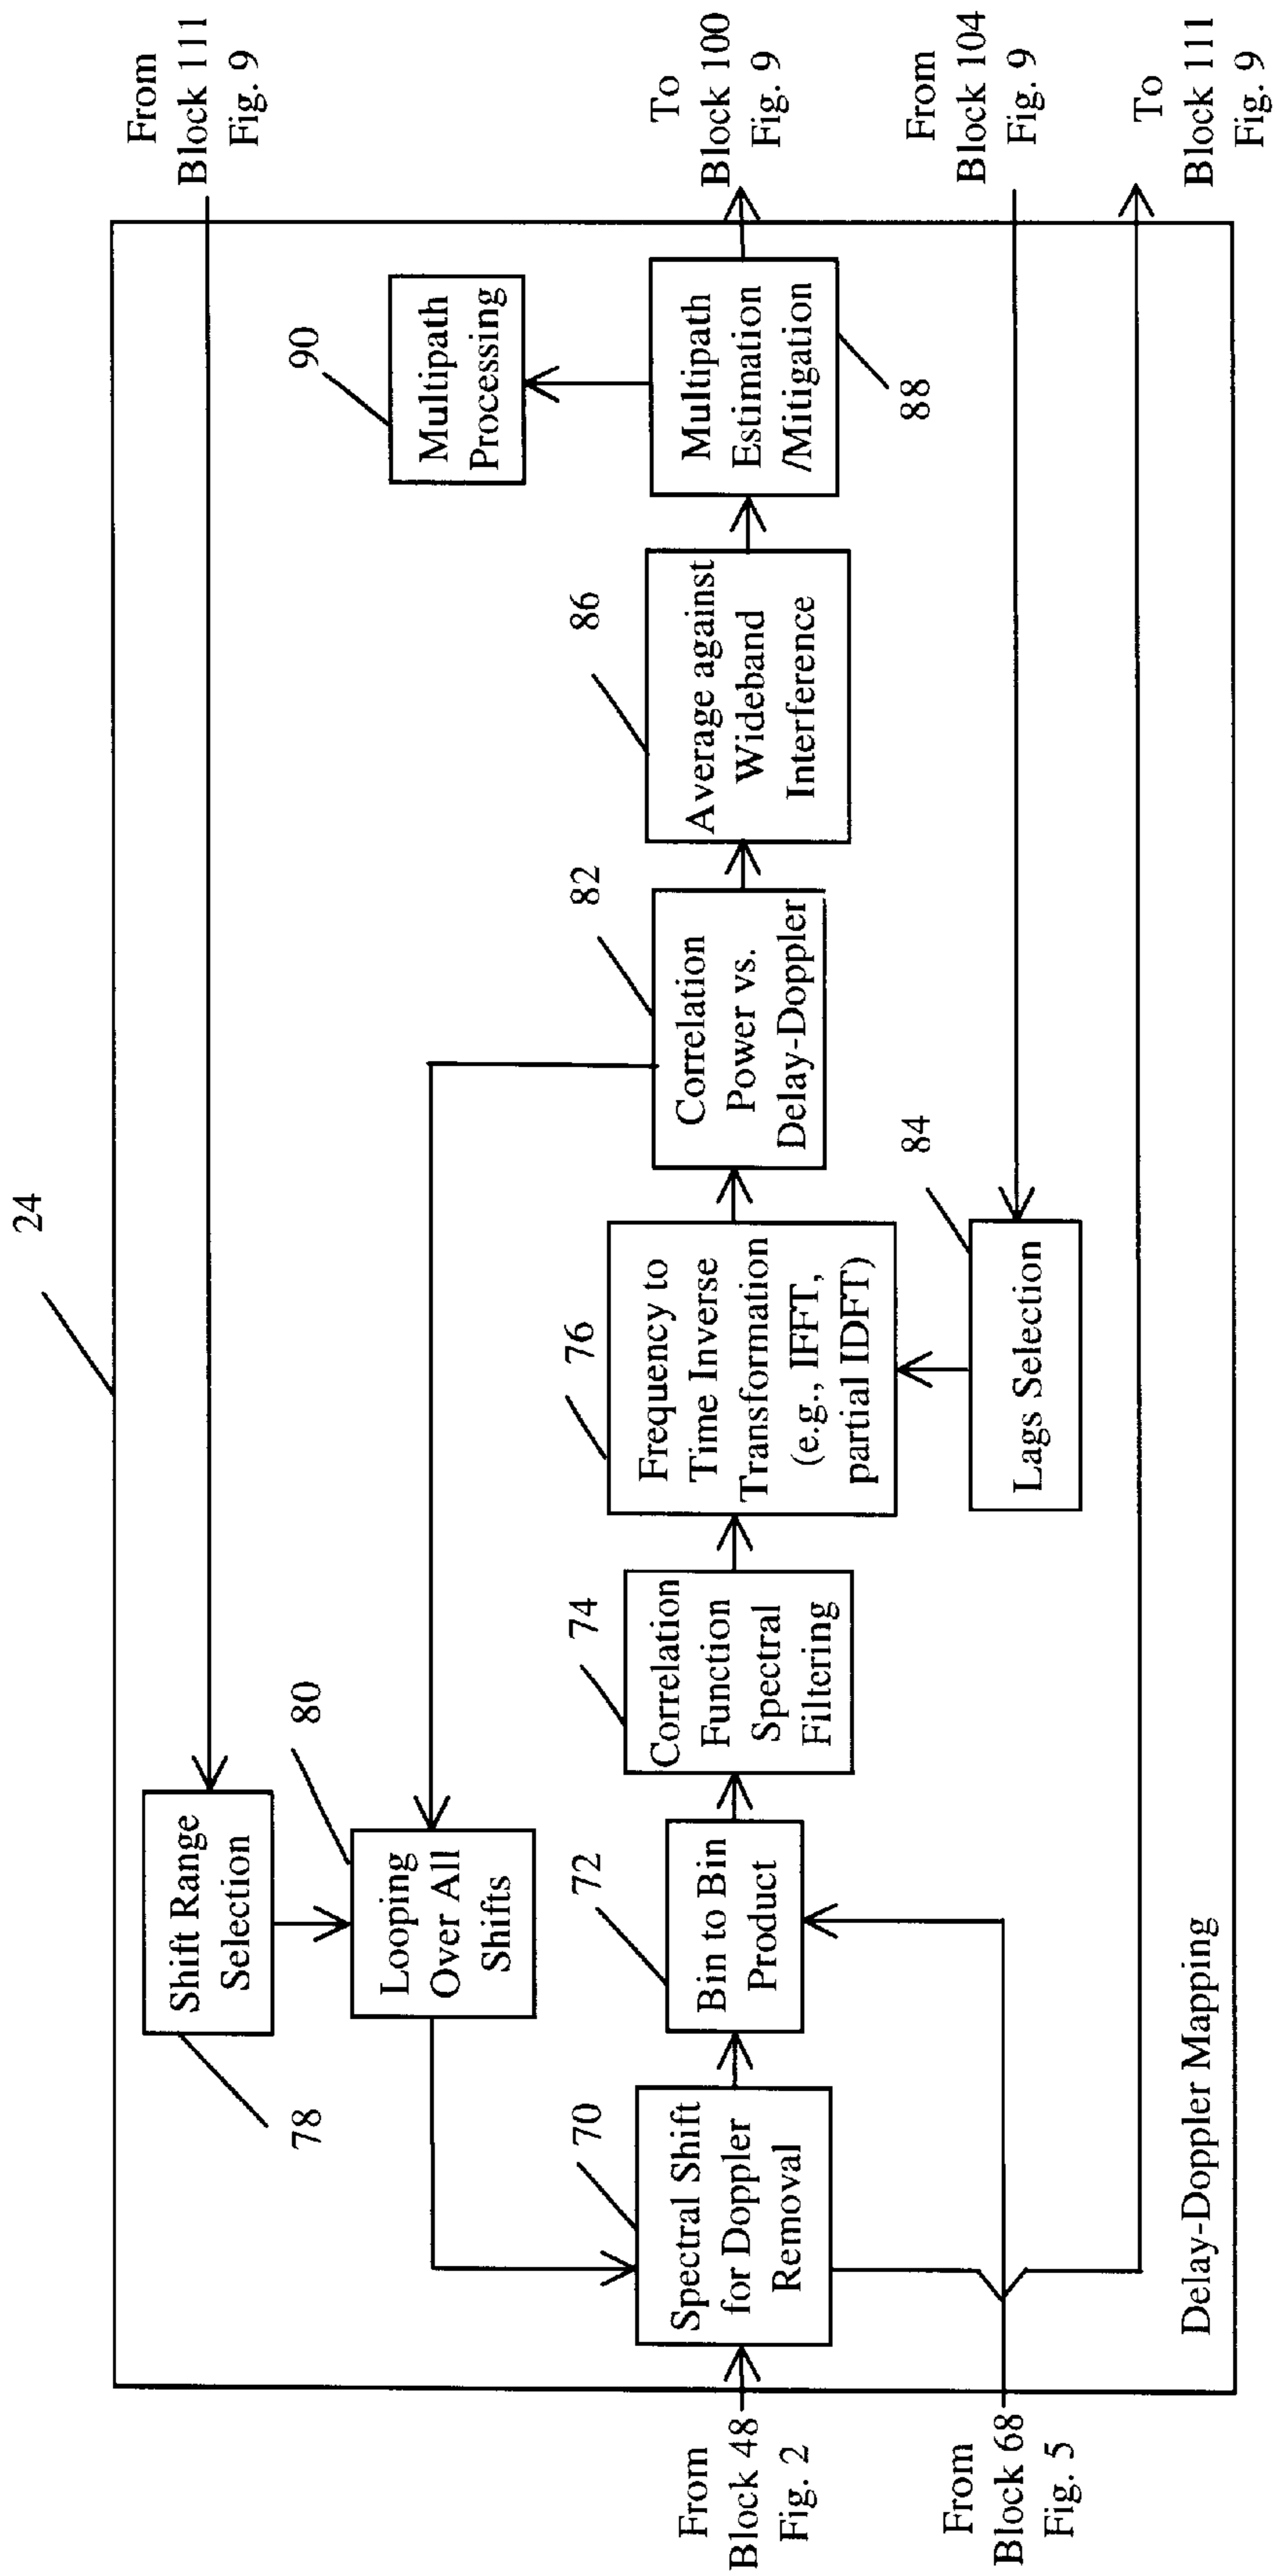 24
From
Block 111
Fig. 9
78
Shift Range
Selection
80
Looping
Over All
Shifts
90
Multipath
Processing
From
Block 48
Fig. 2
70
Spectral Shift
for Doppler
Removal
72
Bin to Bin
Product
74
Correlation
Function
Spectral
Filtering
76
Frequency to
Time Inverse
Transformation
(e.g., IFFT,
partial IDFT)
82
Correlation
Power vs.
Delay-Doppler
86
Average against
Wideband
Interference
Multipath
Estimation
/Mitigation
88
To
Block 100
Fig. 9
From
Block 68
Fig. 5
84
Lags Selection
From
Block 104
Fig. 9
To
Block 111
Fig. 9
Delay-Doppler Mapping